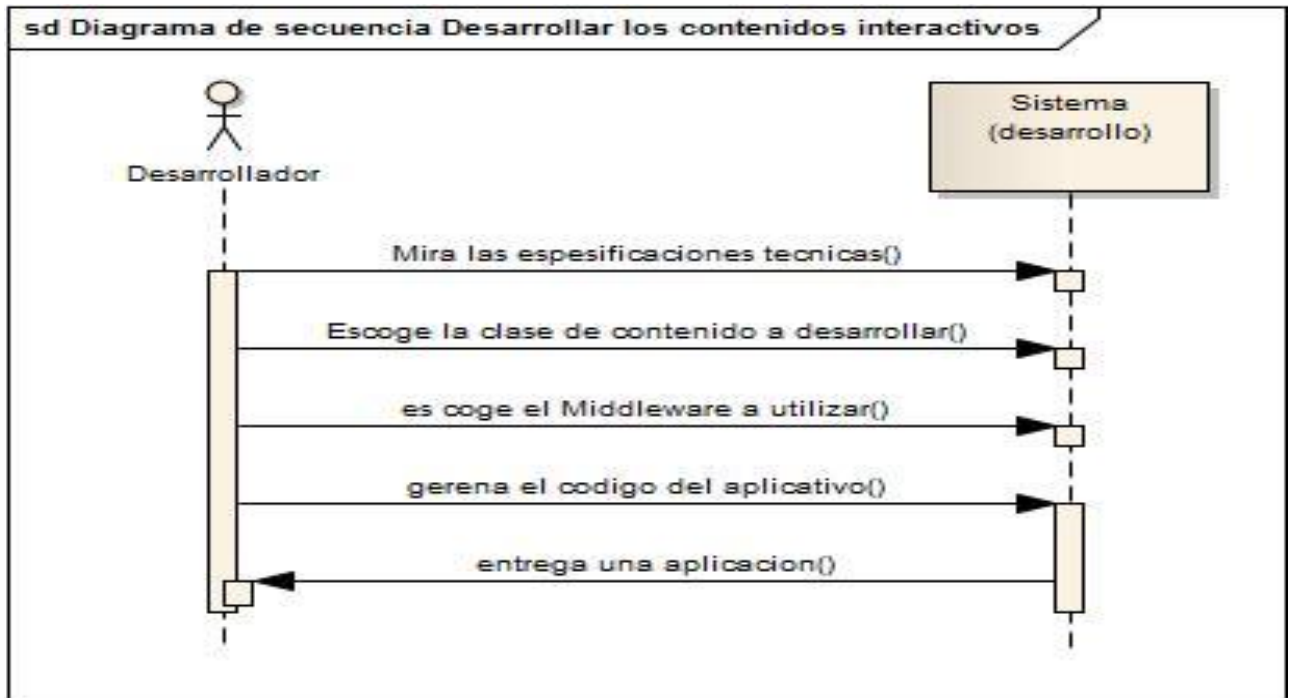 sd Diagrama de secuencia Desarrollar los contenidos interactivos
Sistema
(desarrollo)
Desarrollador
Mira las espesificaciones tecnicas()
Escoge la clase de contenido a desarrollar()
es coge el Middleware a utilizar()
gerena el codigo del aplicativo()
entrega una aplicacion()